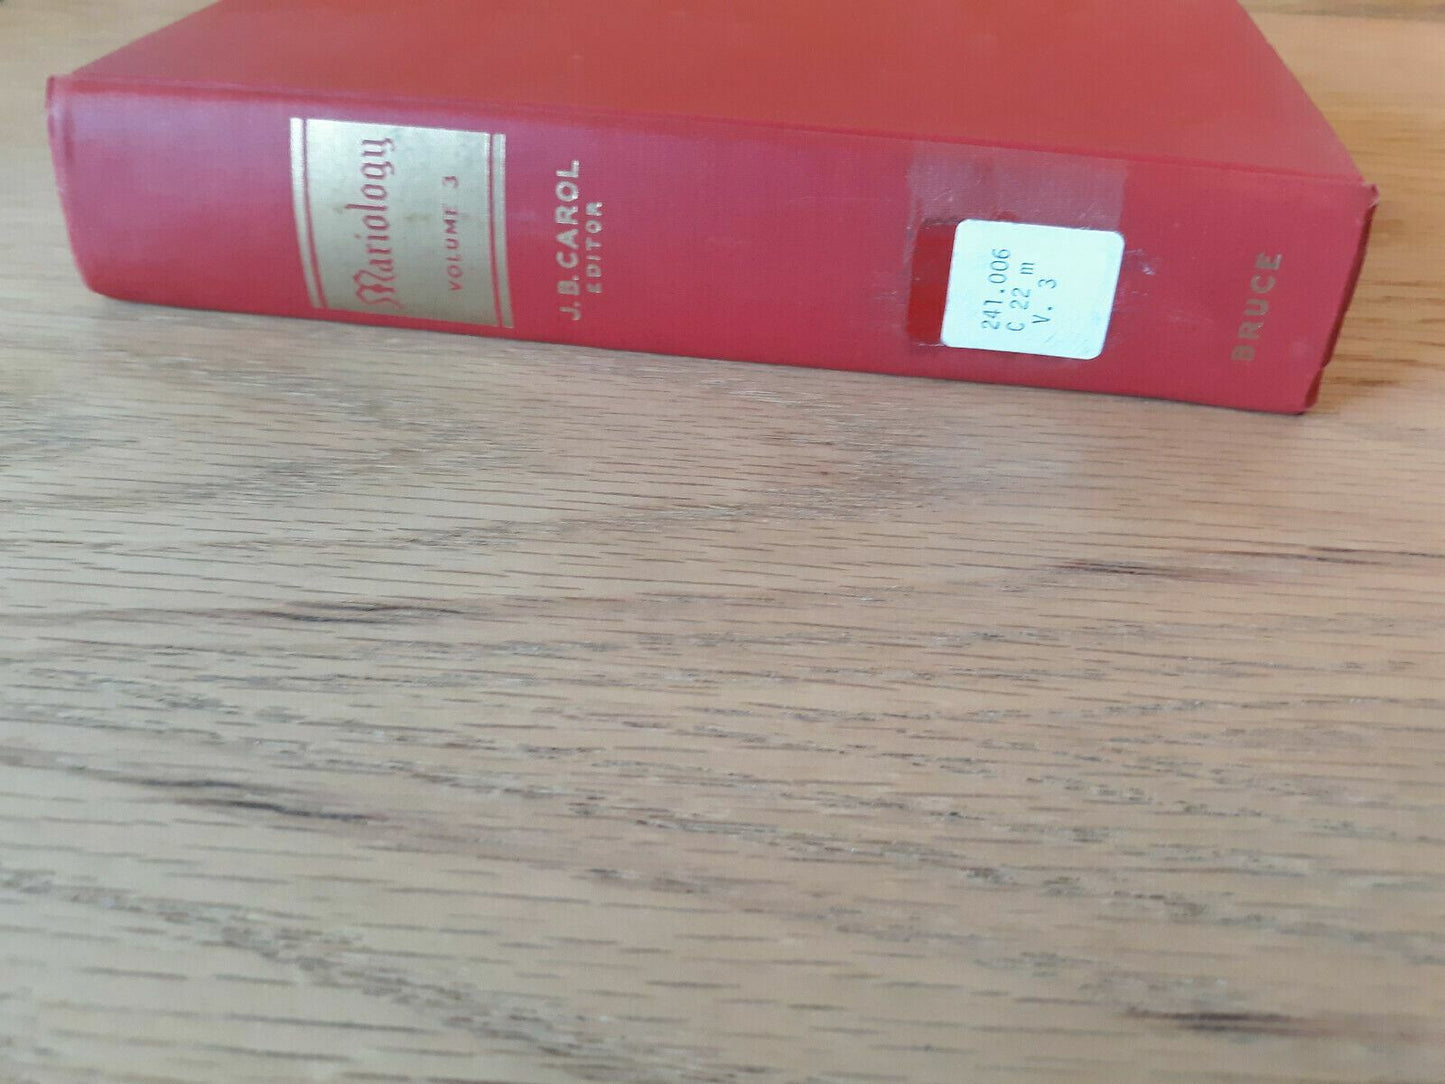 Mariology
VOLUME 3
J.B. CAROL
EDITOR
241.006
C 22 m
V. 3
BRUCE